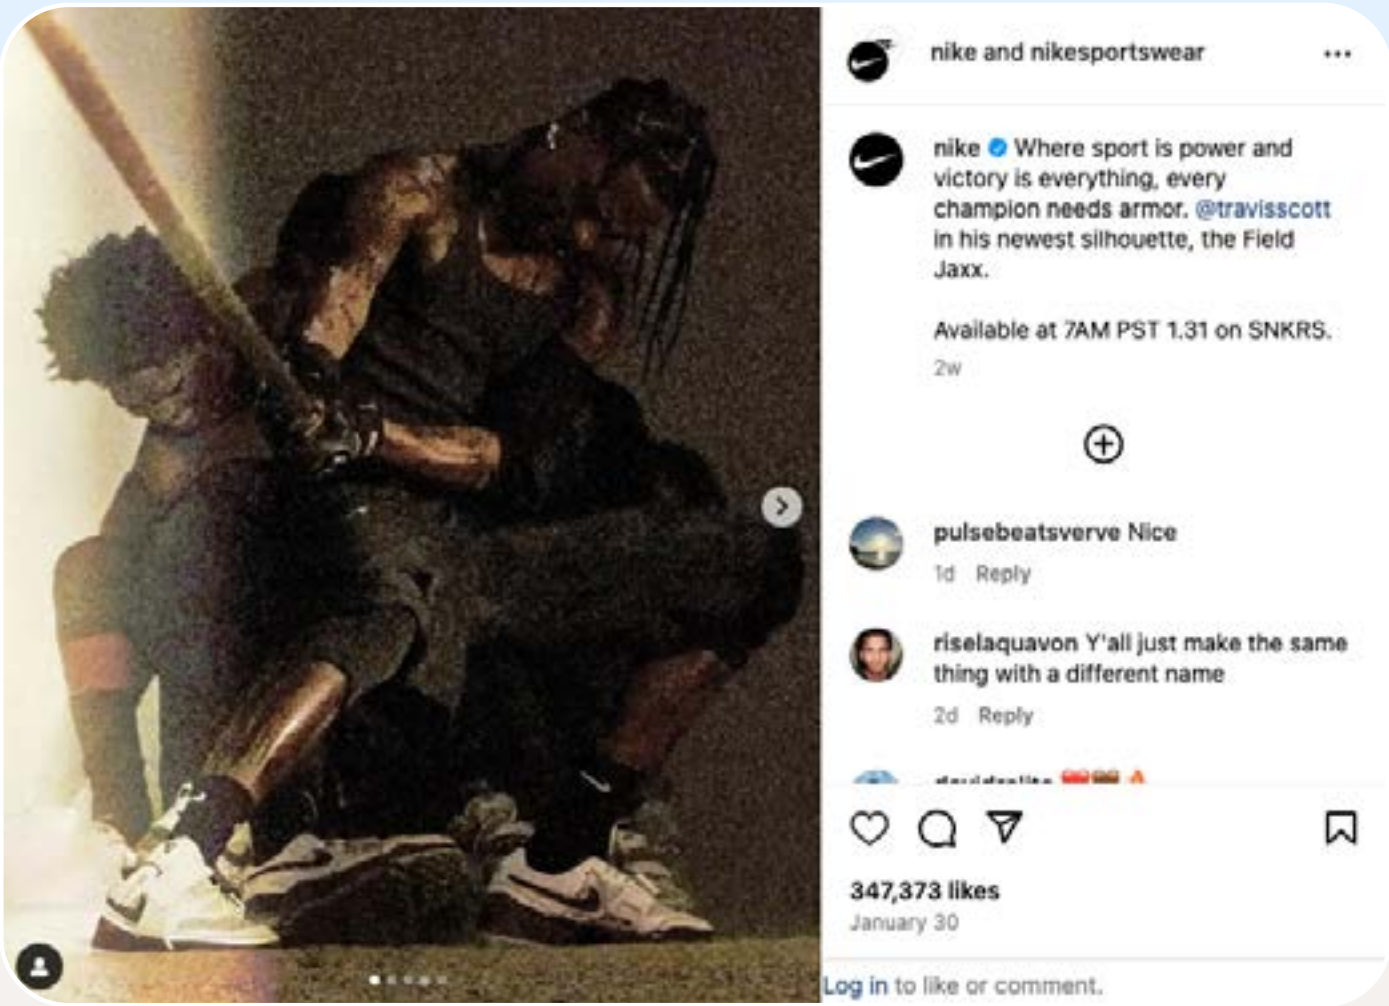 nike and nikesportswear
nike Where sport is power and
victory is everything, every
champion needs armor. @travisscott
in his newest silhouette, the Field
Jaxx.
Available at 7AM PST 1.31 on SNKRS.
2w
pulsebeatsverve Nice
1d Reply
riselaquavon Y'all just make the same
thing with a different name
2d Reply
347,373 likes
January 30
Log in to like or comment.